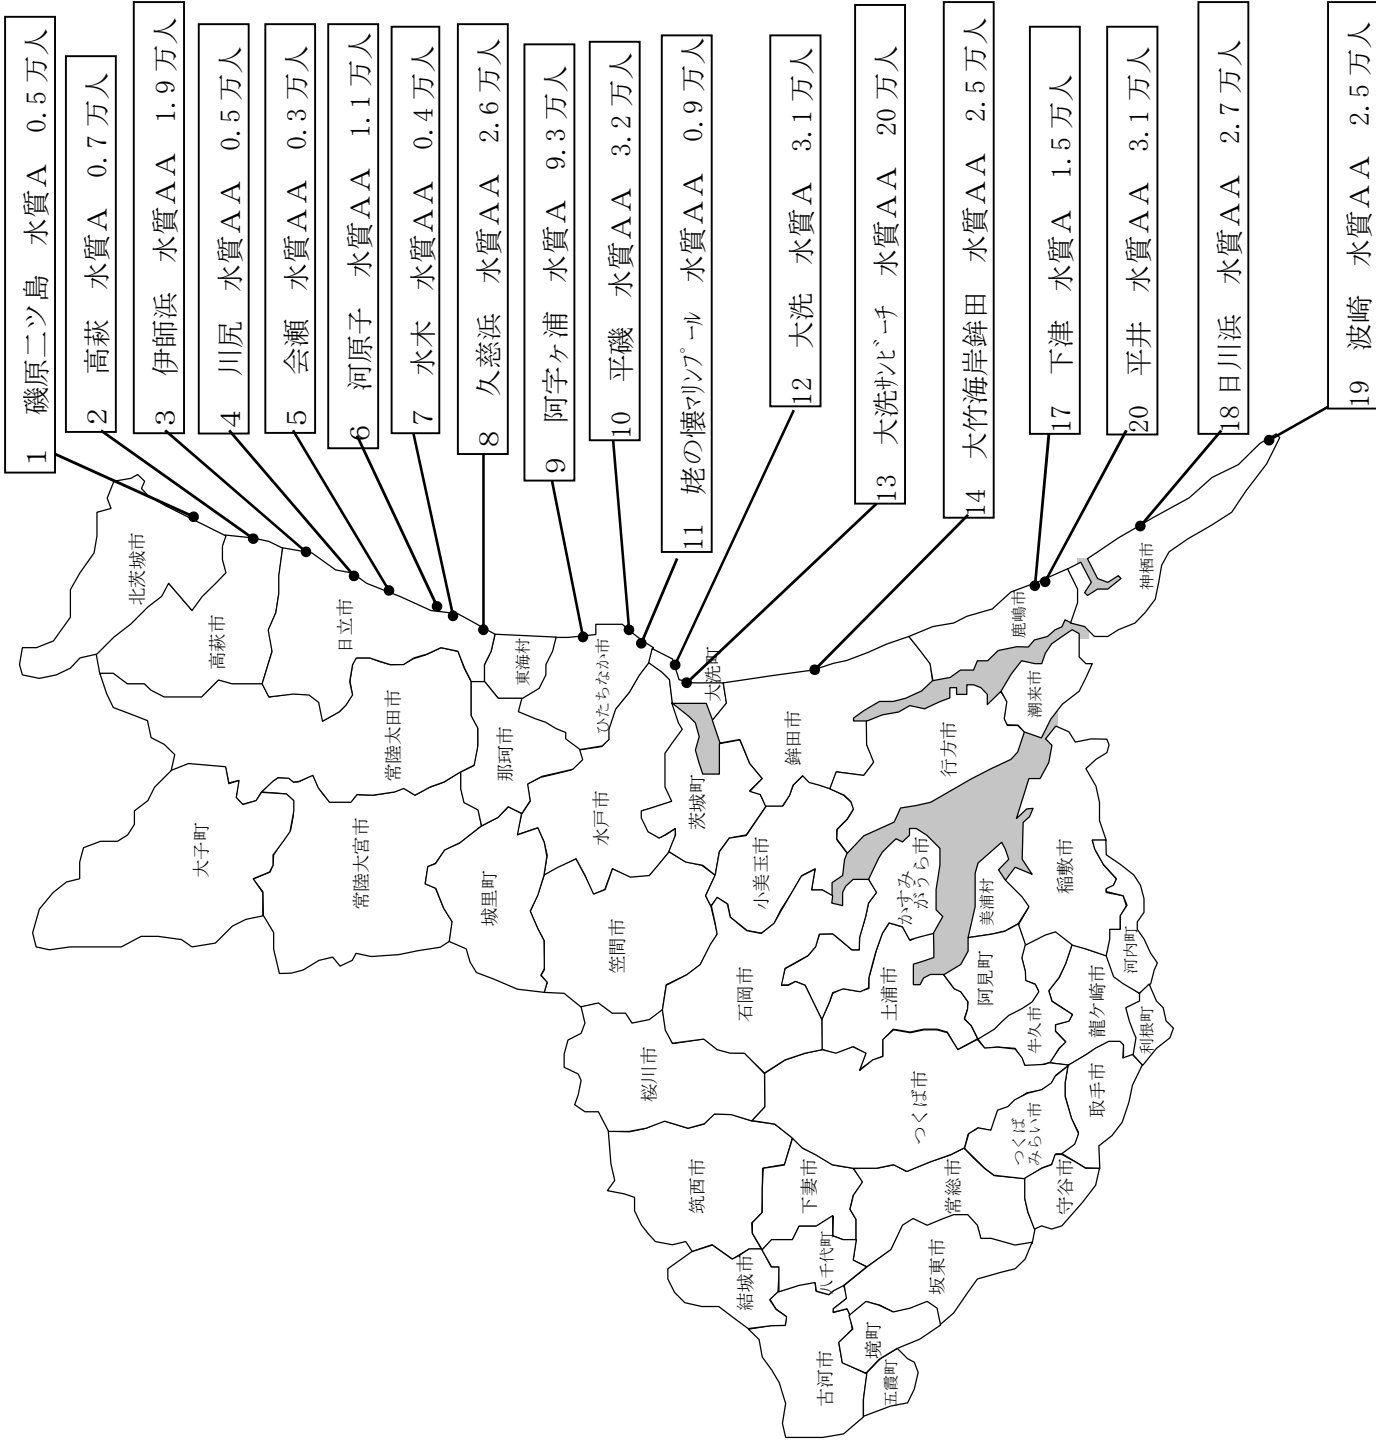 1 磯原二ツ島 水質A 0.5万人
2 高萩 水質A 0.7万人
3 伊師浜 水質AA 1.9万人
4 川尻 水質AA 0.5万人
5 会瀬 水質AA 0.3万人
6 河原子 水質AA 1.1万人
7 水木 水質AA 0.4万人
8 久慈浜 水質AA 2.6万人
9 阿字ヶ浦 水質A 9.3万人
10 平磯 水質AA 3.2万人
11 姥の懐マリンプール 水質AA 0.9万人
12 大洗 水質A 3.1万人
13 大洗サンビーチ 水質AA 20万人
14 大竹海岸鉾田 水質AA 2.5万人
17 下津 水質A 1.5万人
20 平井 水質AA 3.1万人
18 日川浜 水質AA 2.7万人
19 波崎 水質AA 2.5万人
北茨城市
高萩市
日立市
東海村
ひたちなか市
大洗町
鹿嶋市
神栖市
常陸太田市
那珂市
鉾田市
行方市
潮来市
大子町
常陸大宮市
城里町
水戸市
茨城町
小美玉市
かすみ
がうら市
美浦村
稲敷市
笠間市
石岡市
土浦市
阿見町
牛久市
龍ケ崎市
河内町
利根町
桜川市
つくば市
つくば
みらい市
取手市
守谷市
筑西市
下妻市
常総市
結城市
八千代町
坂東市
古河市
境町
五霞町